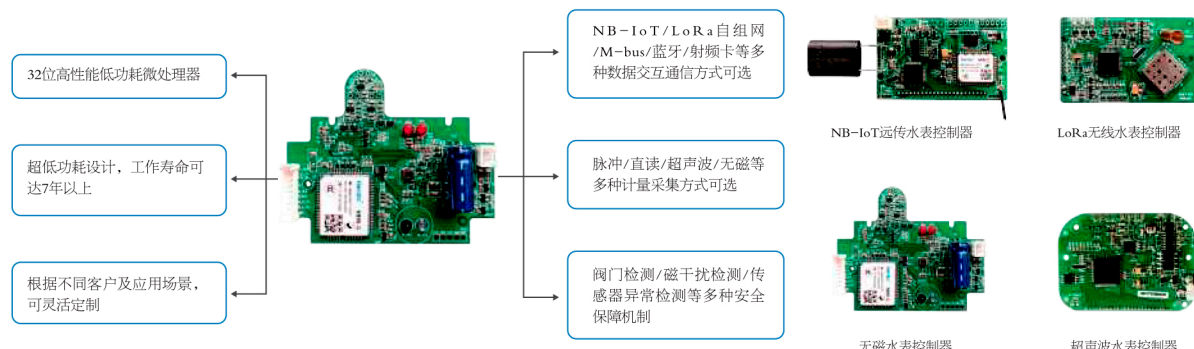 32位高性能低功耗微处理器
超低功耗设计，工作寿命可
达7年以上
根据不同客户及应用场景，
可灵活定制
NB-IoT/LoRa自组网
/M-bus/蓝牙/射频卡等多
种数据交互通信方式可选
脉冲/直读/超声波/无磁等
多种计量采集方式可选
阀门检测/磁干扰检测/传
感器异常检测等多种安全
保障机制
NB-IoT远传水表控制器
LoRa无线水表控制器
无磁水表控制器
超声波水表控制器